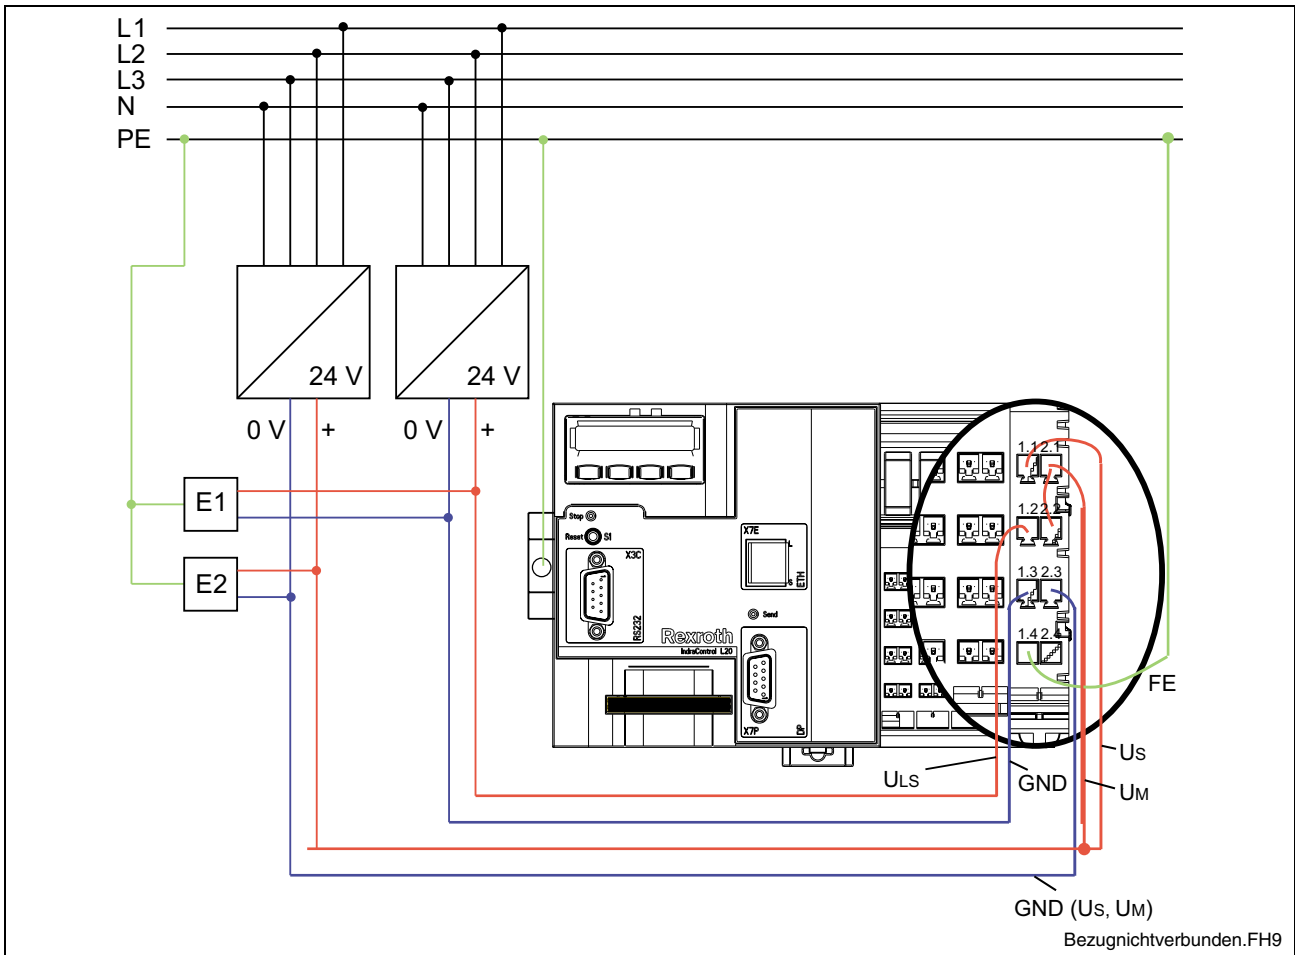 L1
L2
L3
N
PE
24 V
24 V
0 V +
0 V +
E1
E2
Stop
Reset S1
X3C
RS232
Rexroth
IndraControl L20
X7E
L
S
ETH
Send
X7P
DP
1.1 2.1
1.2 2.2
1.3 2.3
1.4 2.4
FE
ULS
GND
US
UM
GND (US, UM)
Bezugnichtverbunden.FH9